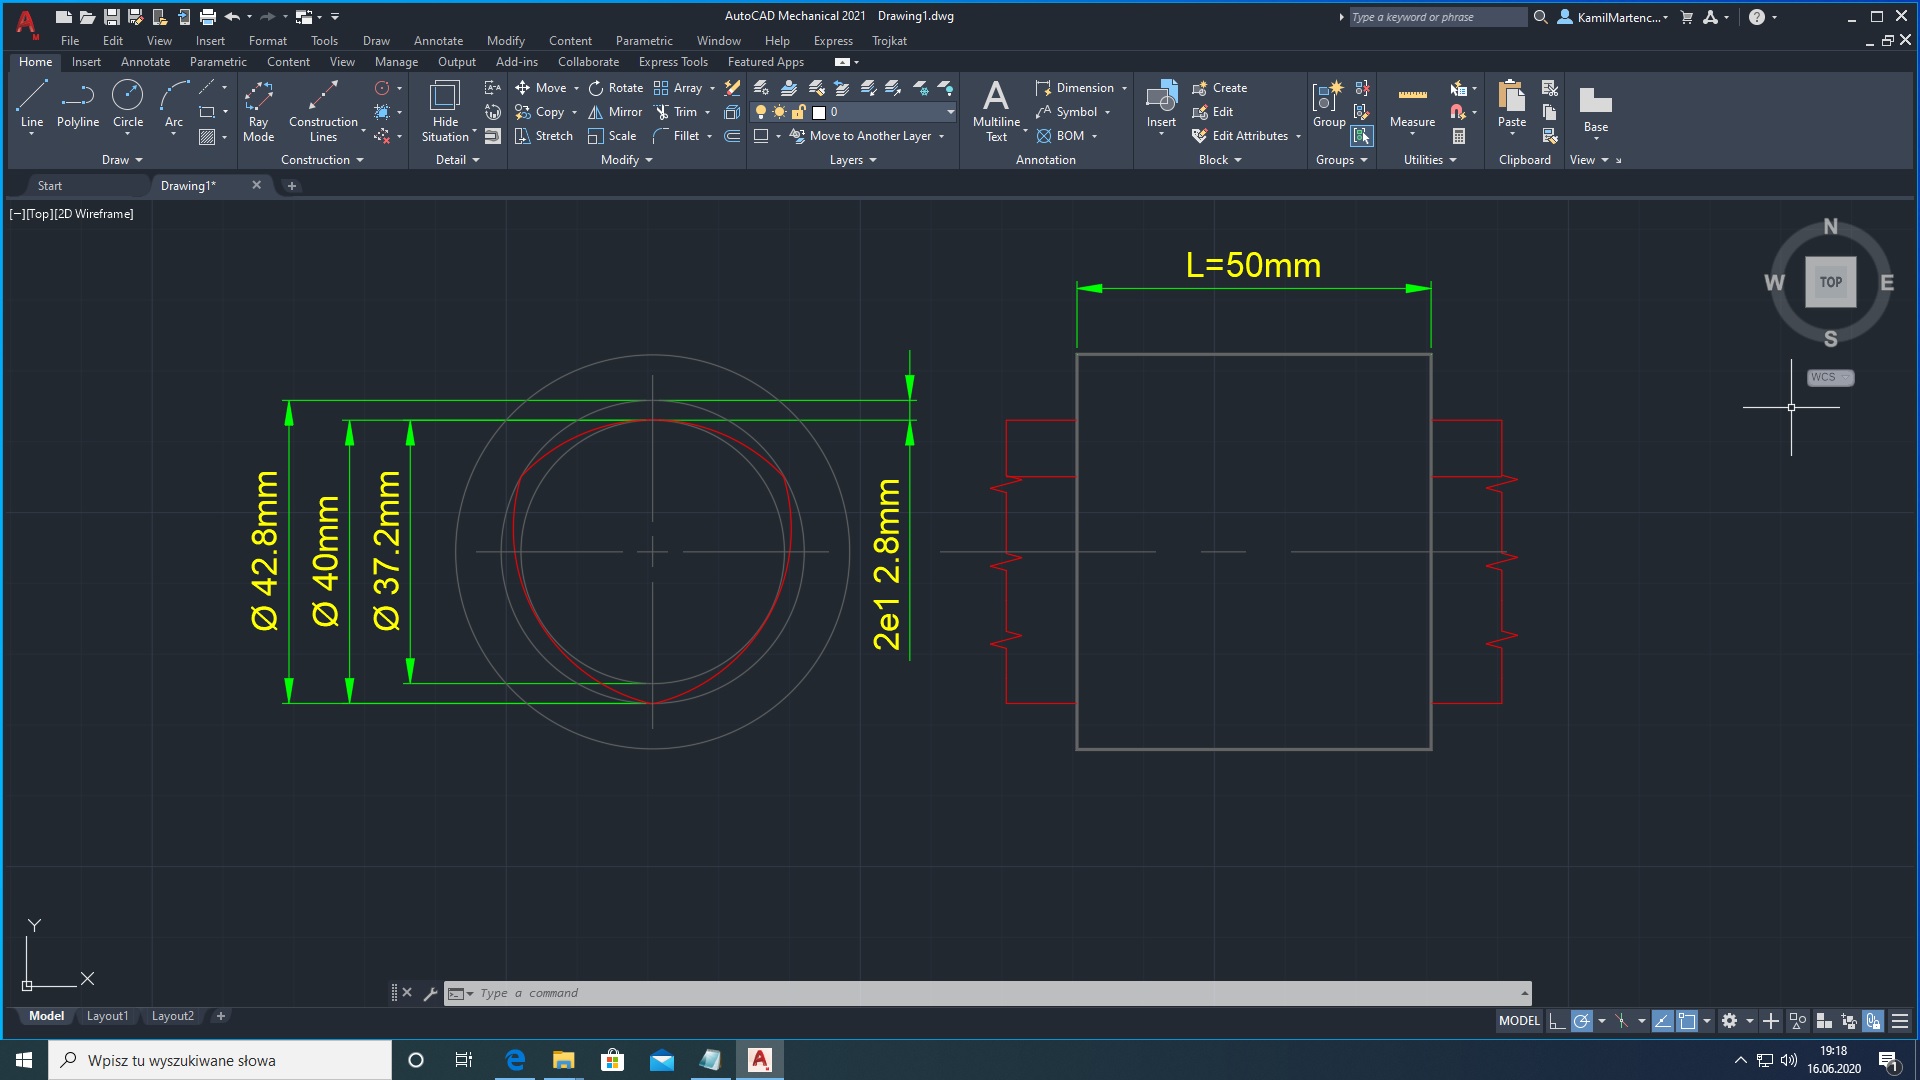 AutoCAD Mechanical 2021 Drawing1.dwg
Type a keyword or phrase
KamilMartenc...
File Edit View Insert Format Tools Draw Annotate Modify Content Parametric Window Help Express Trojkat
Home Insert Annotate Parametric Content View Manage Output Add-ins Collaborate Express Tools Featured Apps
Line Polyline Circle Arc
Draw
Ray Mode
Construction Lines
Construction
Hide Situation
Detail
Move Rotate Array
Copy Mirror Trim
Stretch Scale Fillet
Modify
0
Move to Another Layer
Layers
Multiline Text
Dimension
Symbol
BOM
Annotation
Insert
Create
Edit
Edit Attributes
Block
Group
Groups
Measure
Utilities
Paste
Clipboard
Base
View
Start
Drawing1*
[−][Top][2D Wireframe]
N
W TOP E
S
WCS
L=50mm
Ø 42.8mm
Ø 40mm
Ø 37.2mm
2e1 2.8mm
Y
X
Type a command
Model Layout1 Layout2
MODEL
Wpisz tu wyszukiwane słowa
19:18
16.06.2020
1